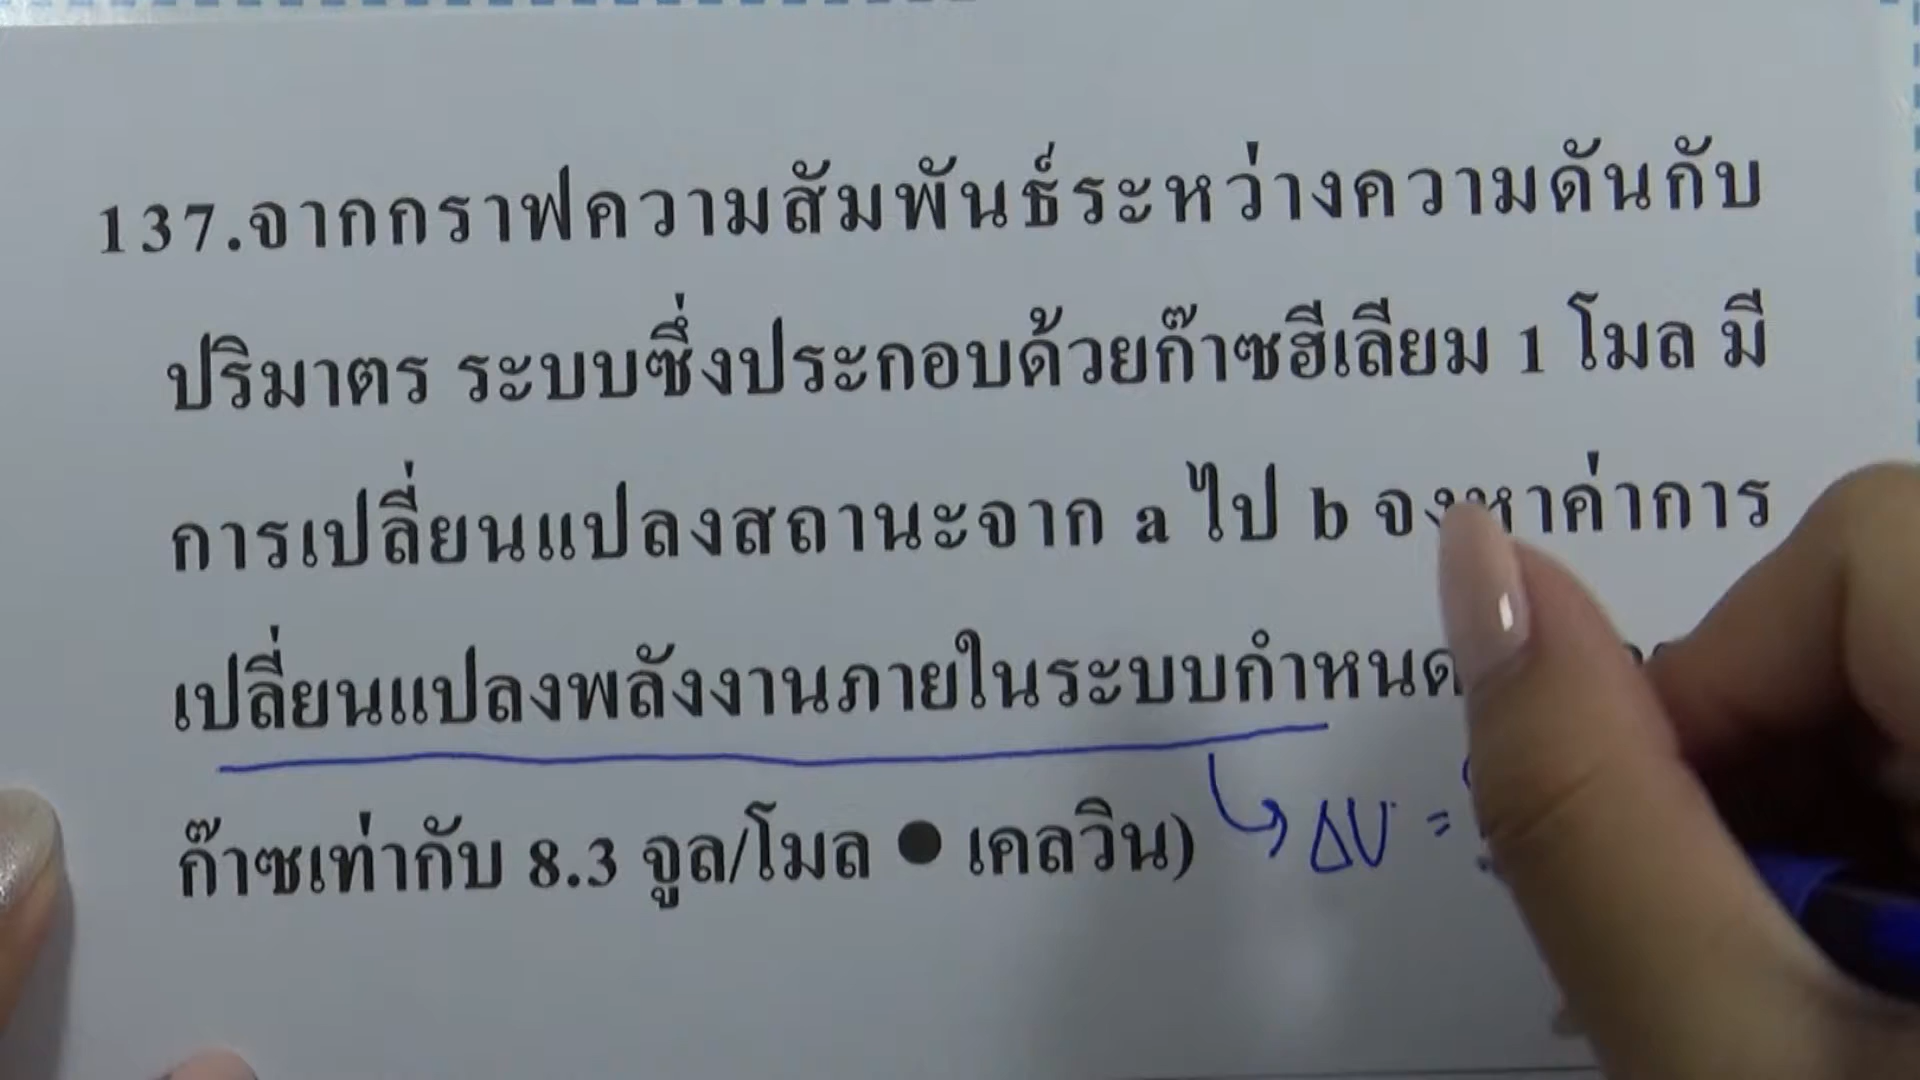 137.จากกราฟความสัมพันธ์ระหว่างความดันกับ
ปริมาตร ระบบซึ่งประกอบด้วยก๊าซฮีเลียม 1 โมล มี
การเปลี่ยนแปลงสถานะจาก a ไป b จงหาค่าการ
เปลี่ยนแปลงพลังงานภายในระบบกำหนด
ก๊าซเท่ากับ 8.3 จูล/โมล ● เคลวิน) ↳ ΔU =